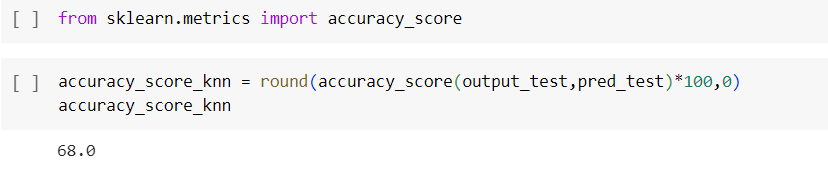 [ ] from sklearn.metrics import accuracy_score
[ ] accuracy_score_knn = round(accuracy_score(output_test,pred_test)*100,0)
accuracy_score_knn
68.0